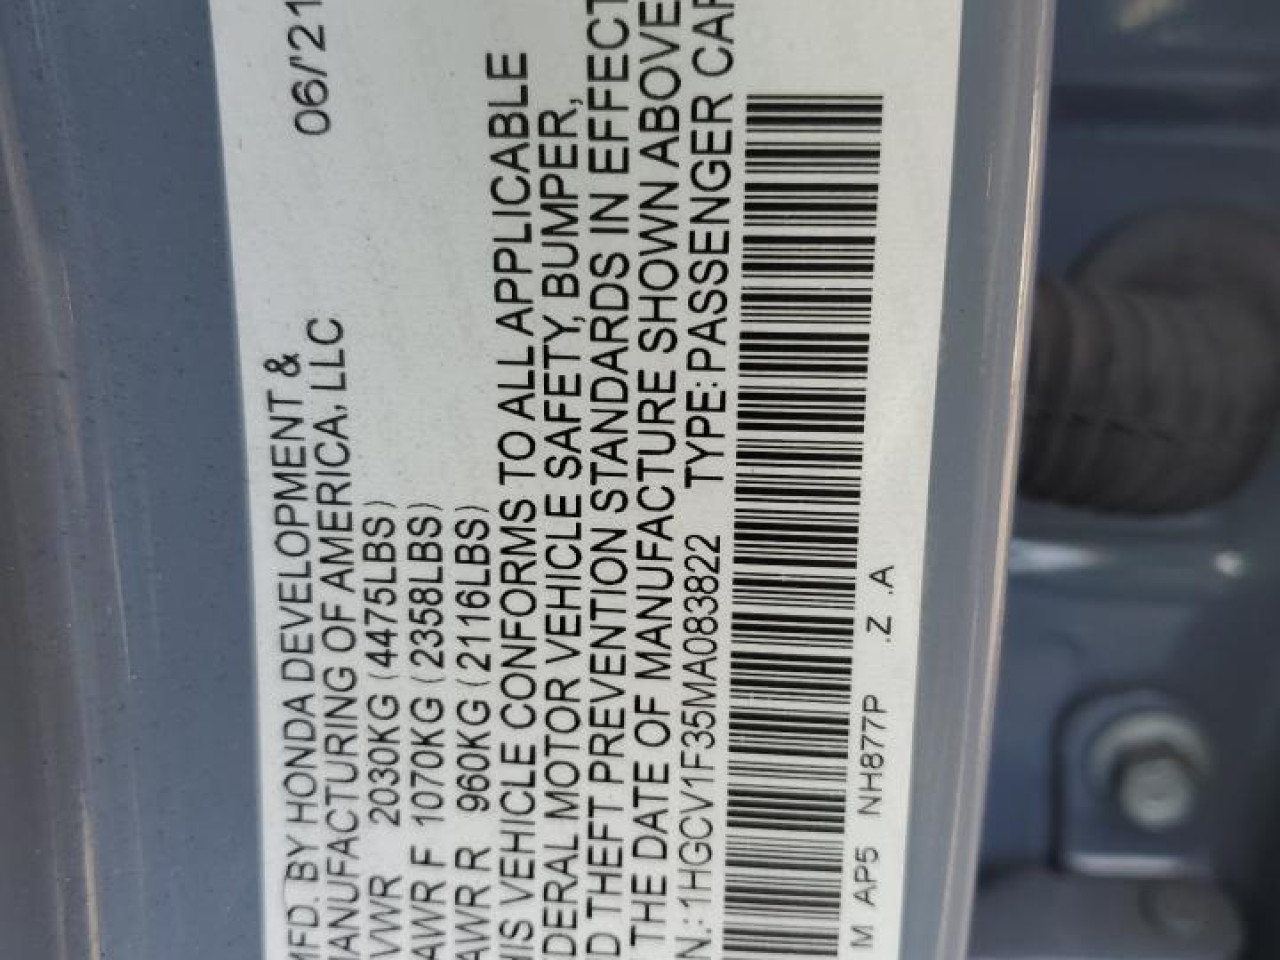 MFD. BY HONDA DEVELOPMENT & 06/'21
MANUFACTURING OF AMERICA, LLC
VWR 2030KG (4475LBS)
AWR F 1070KG (2358LBS)
AWR R 960KG (2116LBS)
HIS VEHICLE CONFORMS TO ALL APPLICABLE
DERAL MOTOR VEHICLE SAFETY, BUMPER,
D THEFT PREVENTION STANDARDS IN EFFECT
THE DATE OF MANUFACTURE SHOWN ABOVE
N.: 1HGCV1F35MA083822 TYPE: PASSENGER CAR
M AP5 NH877P .Z .A